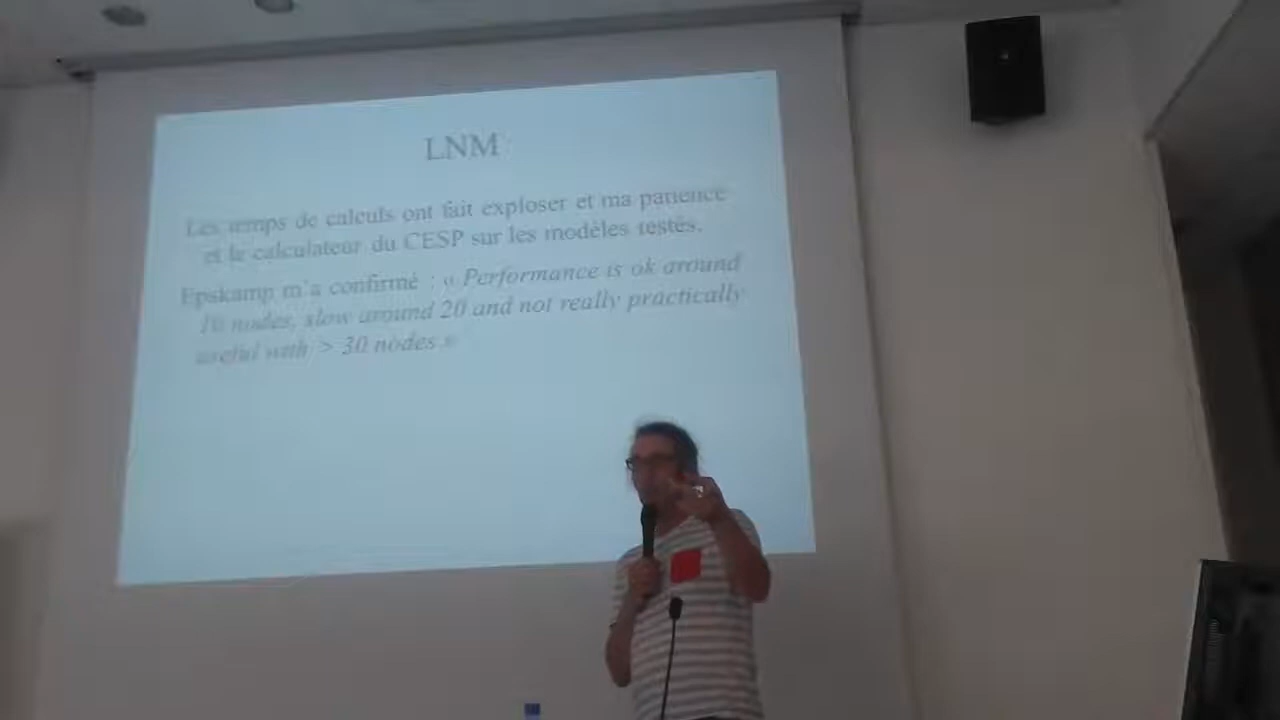 LNM
Les temps de calculs ont fait exploser et ma patience
et le calculateur du CESP sur les modèles testés.
Epskamp m'a confirmé : « Performance is ok around
10 nodes, slow around 20 and not really practically
useful with > 30 nodes »